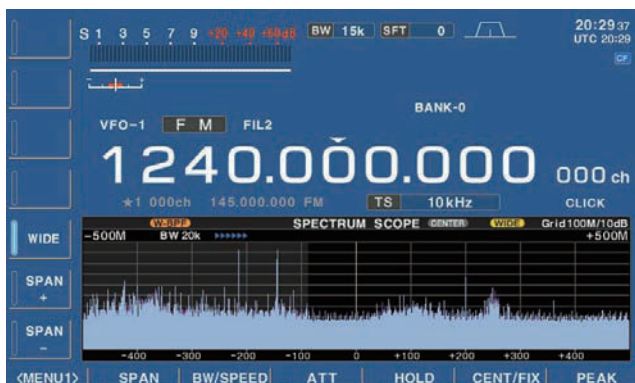 S 1 3 5 7 9 +20 +40 +60dB BW 15k SFT 0
20:29 37
UTC 20:29
CF
BANK-0
VFO-1 F M FIL2
1240.000.000 000 ch
★1 000ch 145.000.000 FM TS 10kHz CLICK
WIDE
SPAN
+
SPAN
−
W-BPF SPECTRUM SCOPE CENTER WIDE Grid100M/10dB
−500M BW 20k »»»» +500M
−400 −300 −200 −100 0 +100 +200 +300 +400
<MENU1> SPAN BW/SPEED ATT HOLD CENT/FIX PEAK